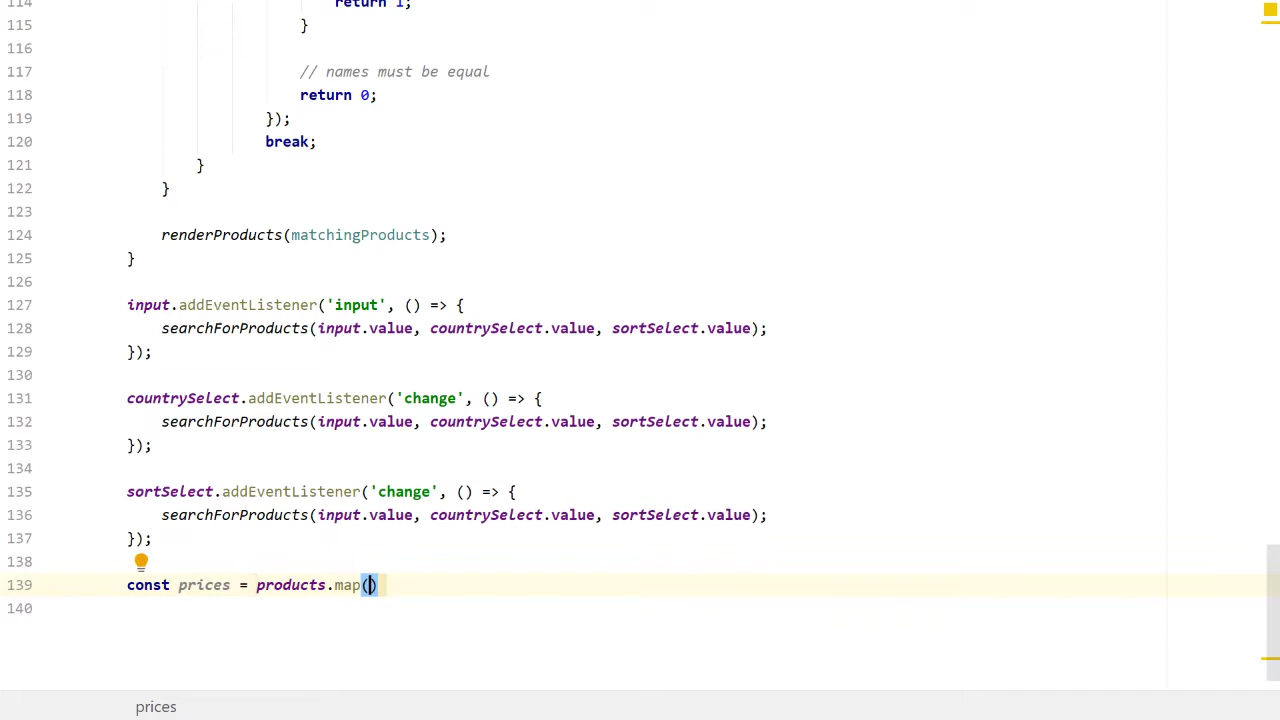 114 return 1;
115 }
116
117 // names must be equal
118 return 0;
119 });
120 break;
121 }
122 }
123
124 renderProducts(matchingProducts);
125 }
126
127 input.addEventListener('input', () => {
128 searchForProducts(input.value, countrySelect.value, sortSelect.value);
129 });
130
131 countrySelect.addEventListener('change', () => {
132 searchForProducts(input.value, countrySelect.value, sortSelect.value);
133 });
134
135 sortSelect.addEventListener('change', () => {
136 searchForProducts(input.value, countrySelect.value, sortSelect.value);
137 });
138
139 const prices = products.map()
140
prices